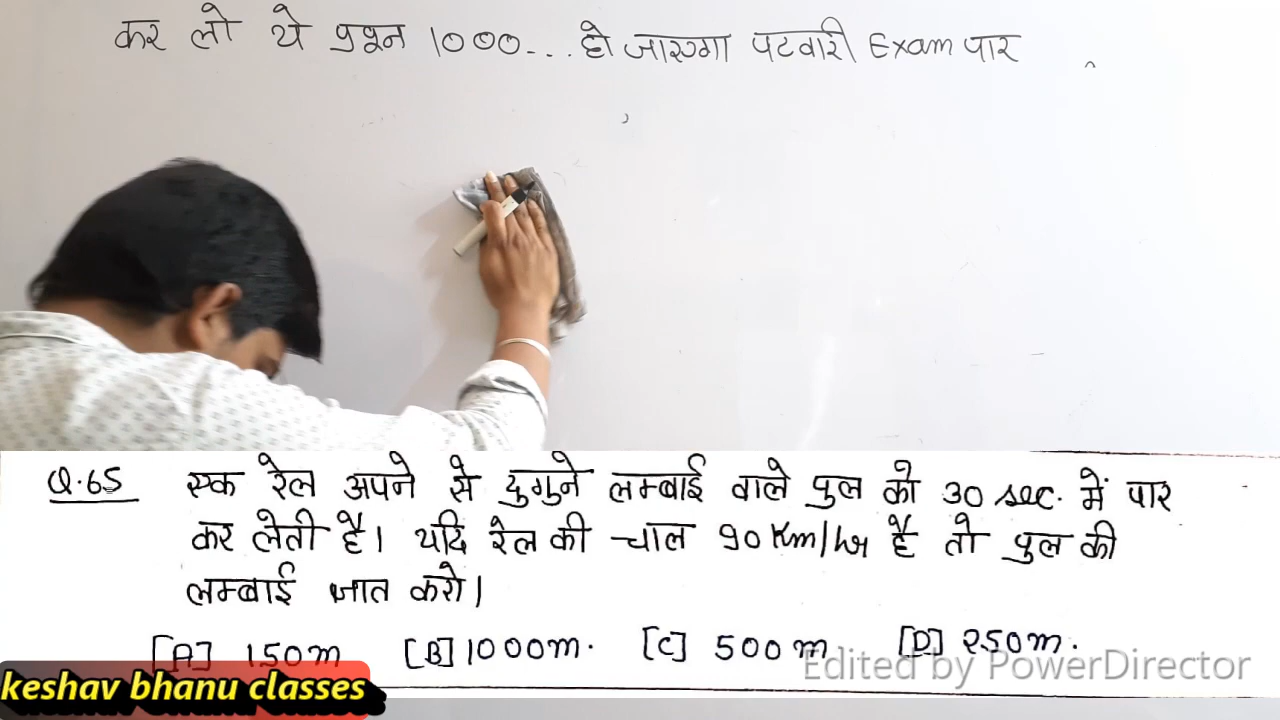 कर लो ये प्रश्न 1000... हो जाएगा पटवारी Exam पार
Q.65 एक रेल अपने से दुगुने लम्बाई वाले पुल को 30 sec. में पार
कर लेती है। यदि रेल की चाल 90 Km/hr है तो पुल की
लम्बाई ज्ञात करो।
[A] 150m [B] 1000m. [C] 500m [D] 250m.
Edited by PowerDirector
keshav bhanu classes